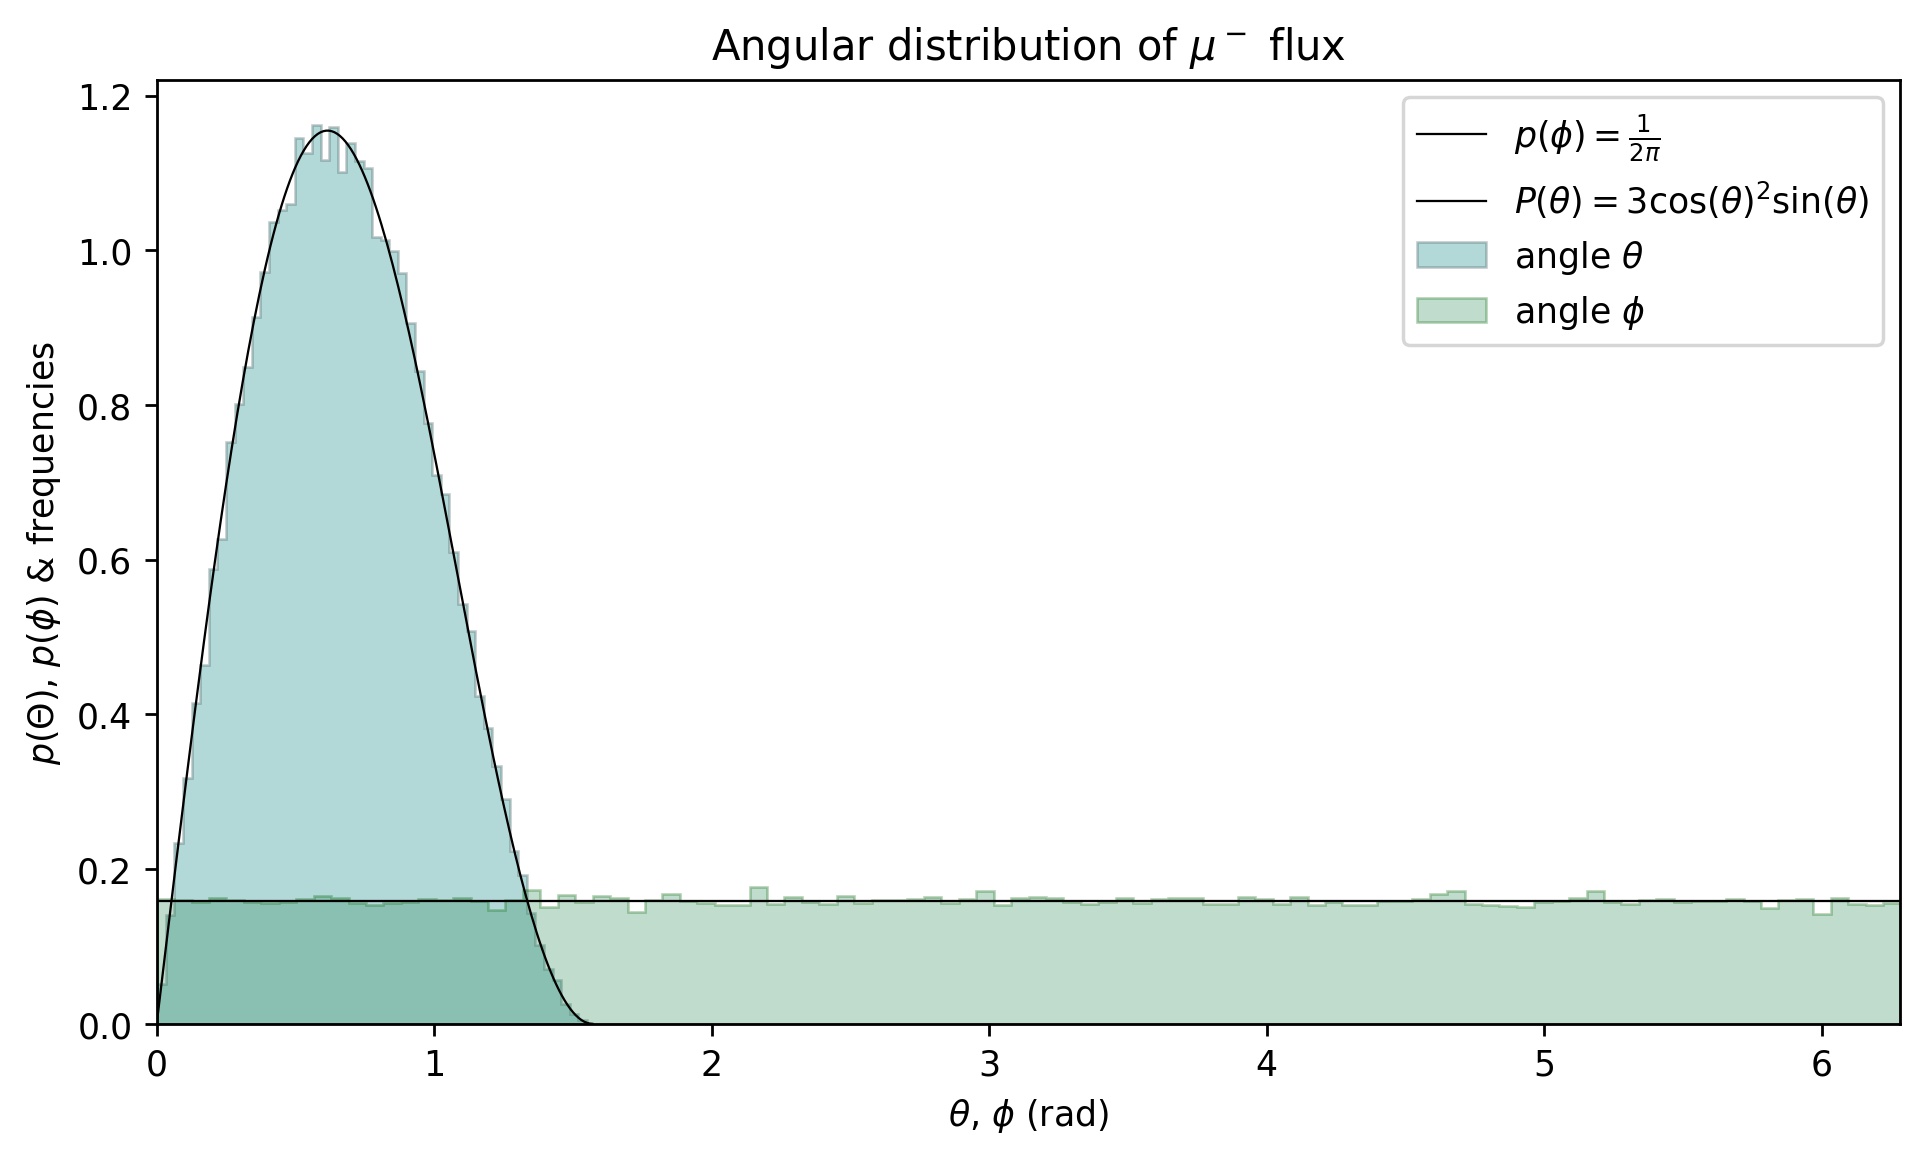 Angular distribution of μ⁻ flux
1.2
1.0
0.8
0.6
0.4
0.2
0.0
p(Θ), p(ϕ) & frequencies
p(ϕ) = 1/2π
P(θ) = 3cos(θ)²sin(θ)
angle θ
angle ϕ
0 1 2 3 4 5 6
θ, ϕ (rad)